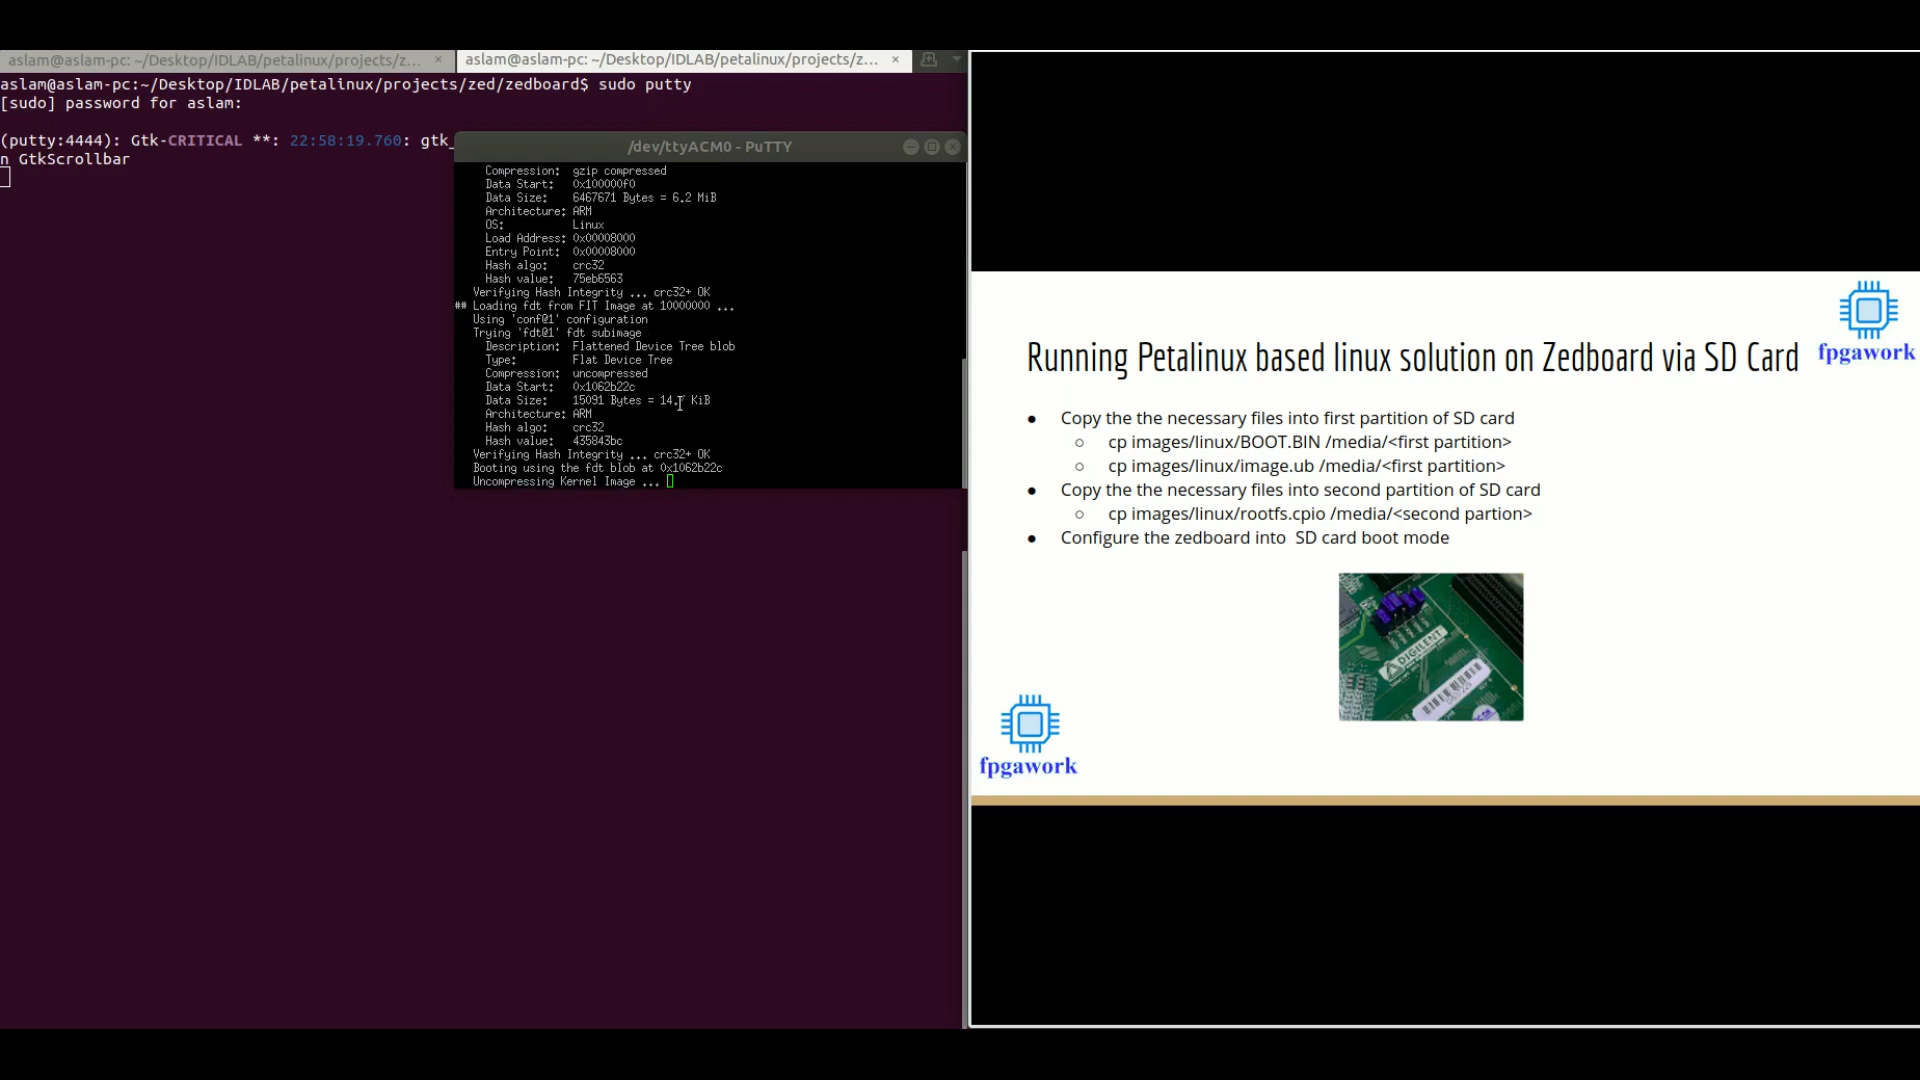 aslam@aslam-pc: ~/Desktop/IDLAB/petalinux/projects/z... ×
aslam@aslam-pc: ~/Desktop/IDLAB/petalinux/projects/z... ×
aslam@aslam-pc:~/Desktop/IDLAB/petalinux/projects/zed/zedboard$ sudo putty
[sudo] password for aslam:
(putty:4444): Gtk-CRITICAL **: 22:58:19.760: gtk_
n GtkScrollbar
/dev/ttyACM0 - PuTTY
Compression: gzip compressed
Data Start: 0x100000f0
Data Size: 6467671 Bytes = 6.2 MiB
Architecture: ARM
OS: Linux
Load Address: 0x00008000
Entry Point: 0x00008000
Hash algo: crc32
Hash value: 75eb6563
Verifying Hash Integrity ... crc32+ OK
## Loading fdt from FIT Image at 10000000 ...
Using 'conf@1' configuration
Trying 'fdt@1' fdt subimage
Description: Flattened Device Tree blob
Type: Flat Device Tree
Compression: uncompressed
Data Start: 0x1062b22c
Data Size: 15091 Bytes = 14.7 KiB
Architecture: ARM
Hash algo: crc32
Hash value: 435843bc
Verifying Hash Integrity ... crc32+ OK
Booting using the fdt blob at 0x1062b22c
Uncompressing Kernel Image ...
fpgawork
Running Petalinux based linux solution on Zedboard via SD Card
● Copy the the necessary files into first partition of SD card
○ cp images/linux/BOOT.BIN /media/<first partition>
○ cp images/linux/image.ub /media/<first partition>
● Copy the the necessary files into second partition of SD card
○ cp images/linux/rootfs.cpio /media/<second partion>
● Configure the zedboard into SD card boot mode
DIGILENT
fpgawork